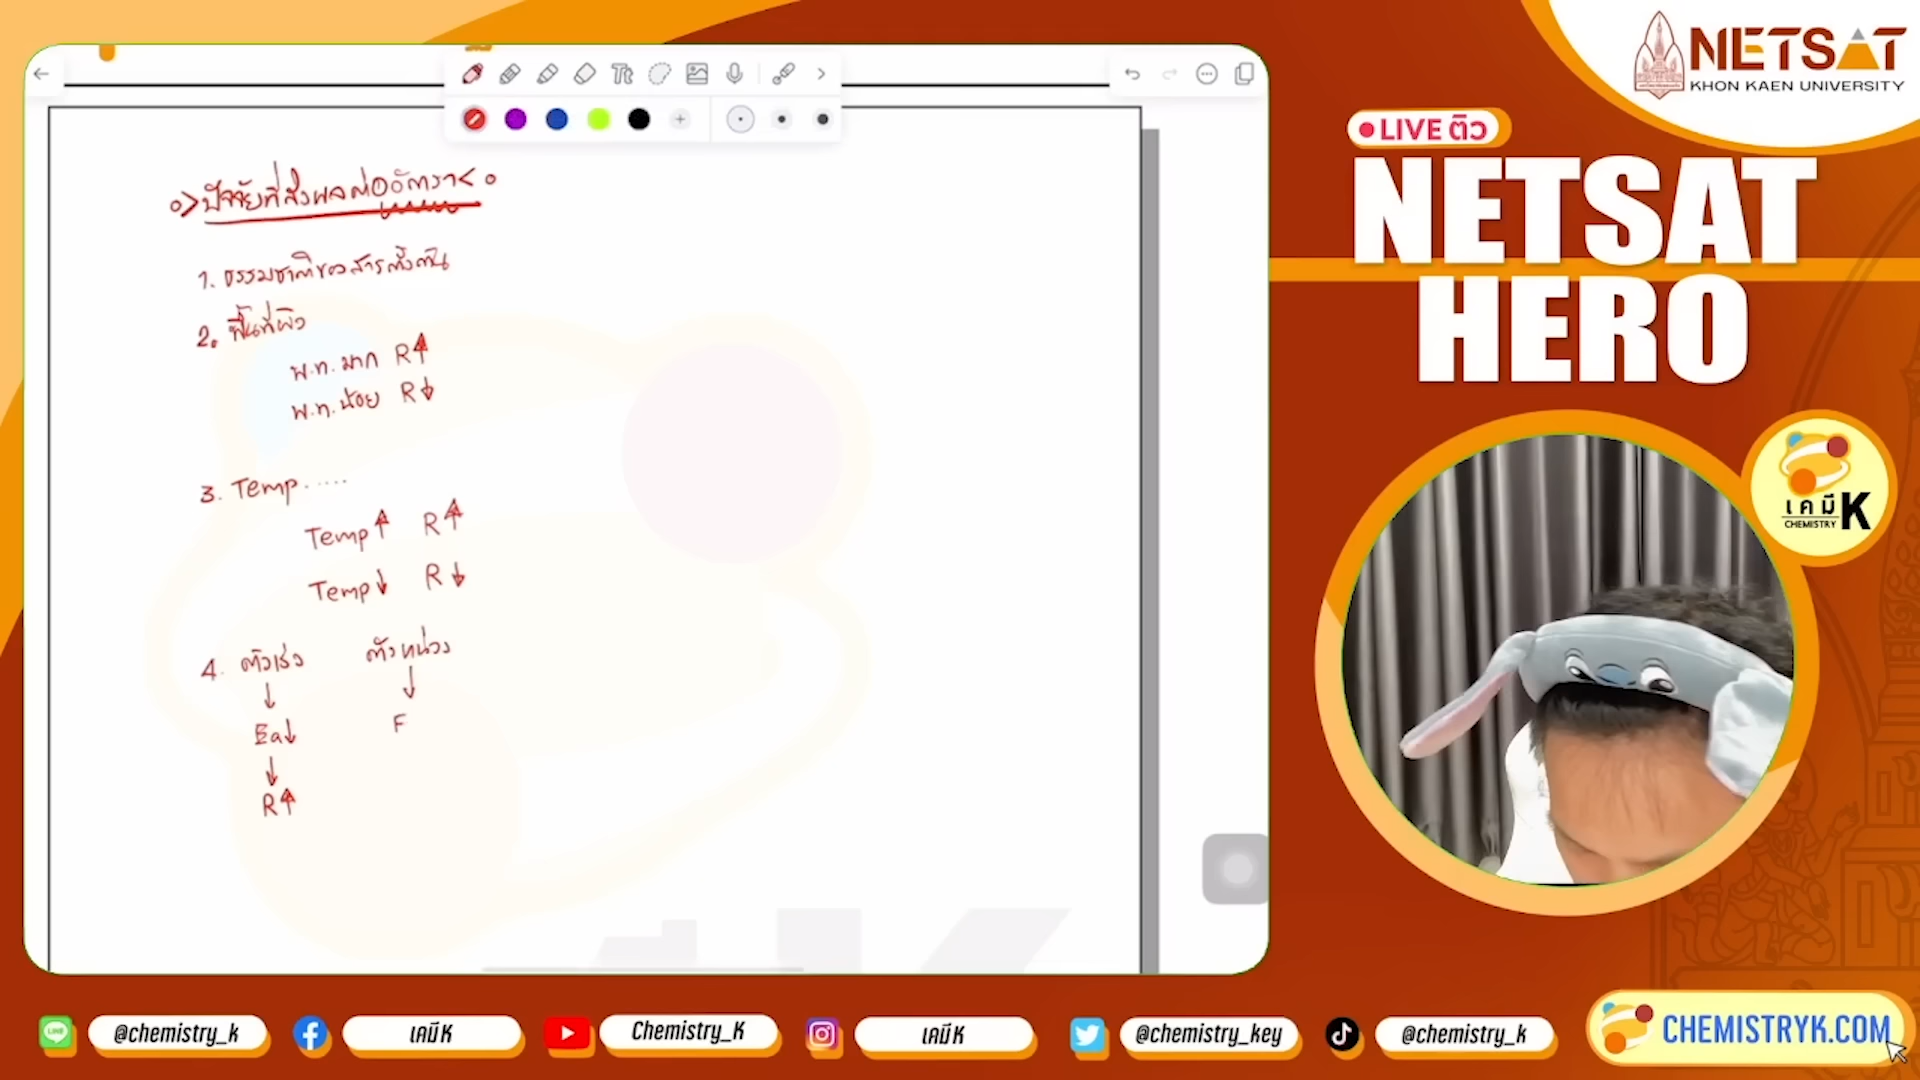 NETSAT
KHON KAEN UNIVERSITY
LIVE ติว
NETSAT
HERO
เคมี K
CHEMISTRY
ปัจจัยที่ส่งผลต่ออัตรา
1. ธรรมชาติของสารตั้งต้น
2. พื้นที่ผิว
พ.ท. มาก R↑
พ.ท. น้อย R↓
3. Temp.....
Temp↑ R↑
Temp↓ R↓
4. ตัวเร่ง ตัวหน่วง
↓ ↓
Ea↓ E
↓
R↑
@chemistry_k
เคมี K
Chemistry_K
เคมี K
@chemistry_key
@chemistry_k
CHEMISTRYK.COM